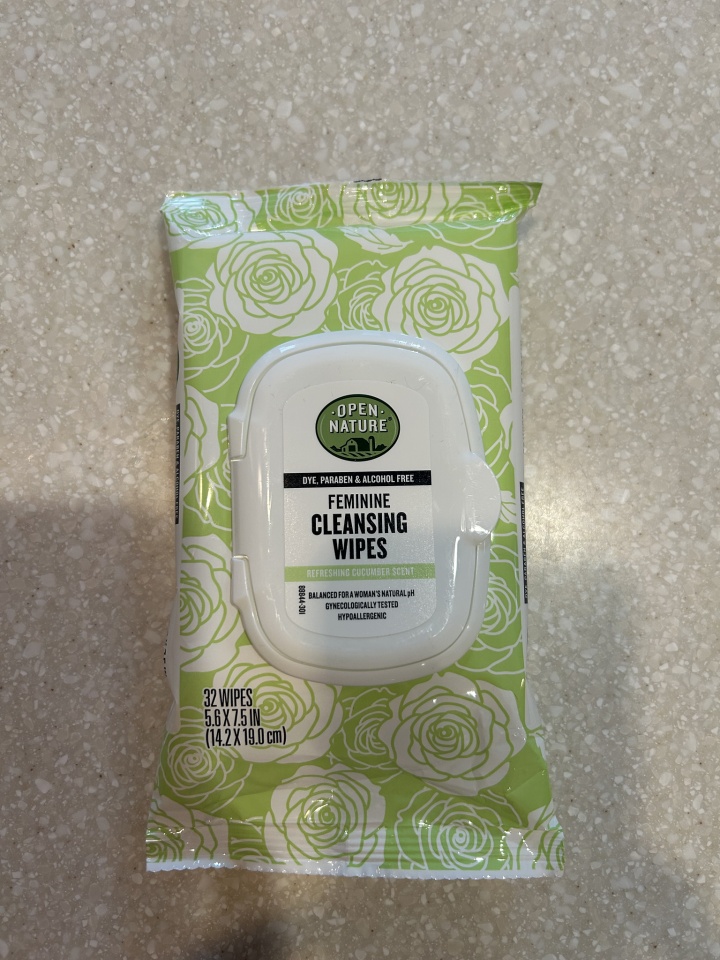 ·OPEN·
NATURE®
DYE, PARABEN & ALCOHOL FREE
FEMININE
CLEANSING
WIPES
REFRESHING CUCUMBER SCENT
BALANCED FOR A WOMAN'S NATURAL pH
GYNECOLOGICALLY TESTED
HYPOALLERGENIC
32 WIPES
5.6 X 7.5 IN
(14.2 X 19.0 cm)